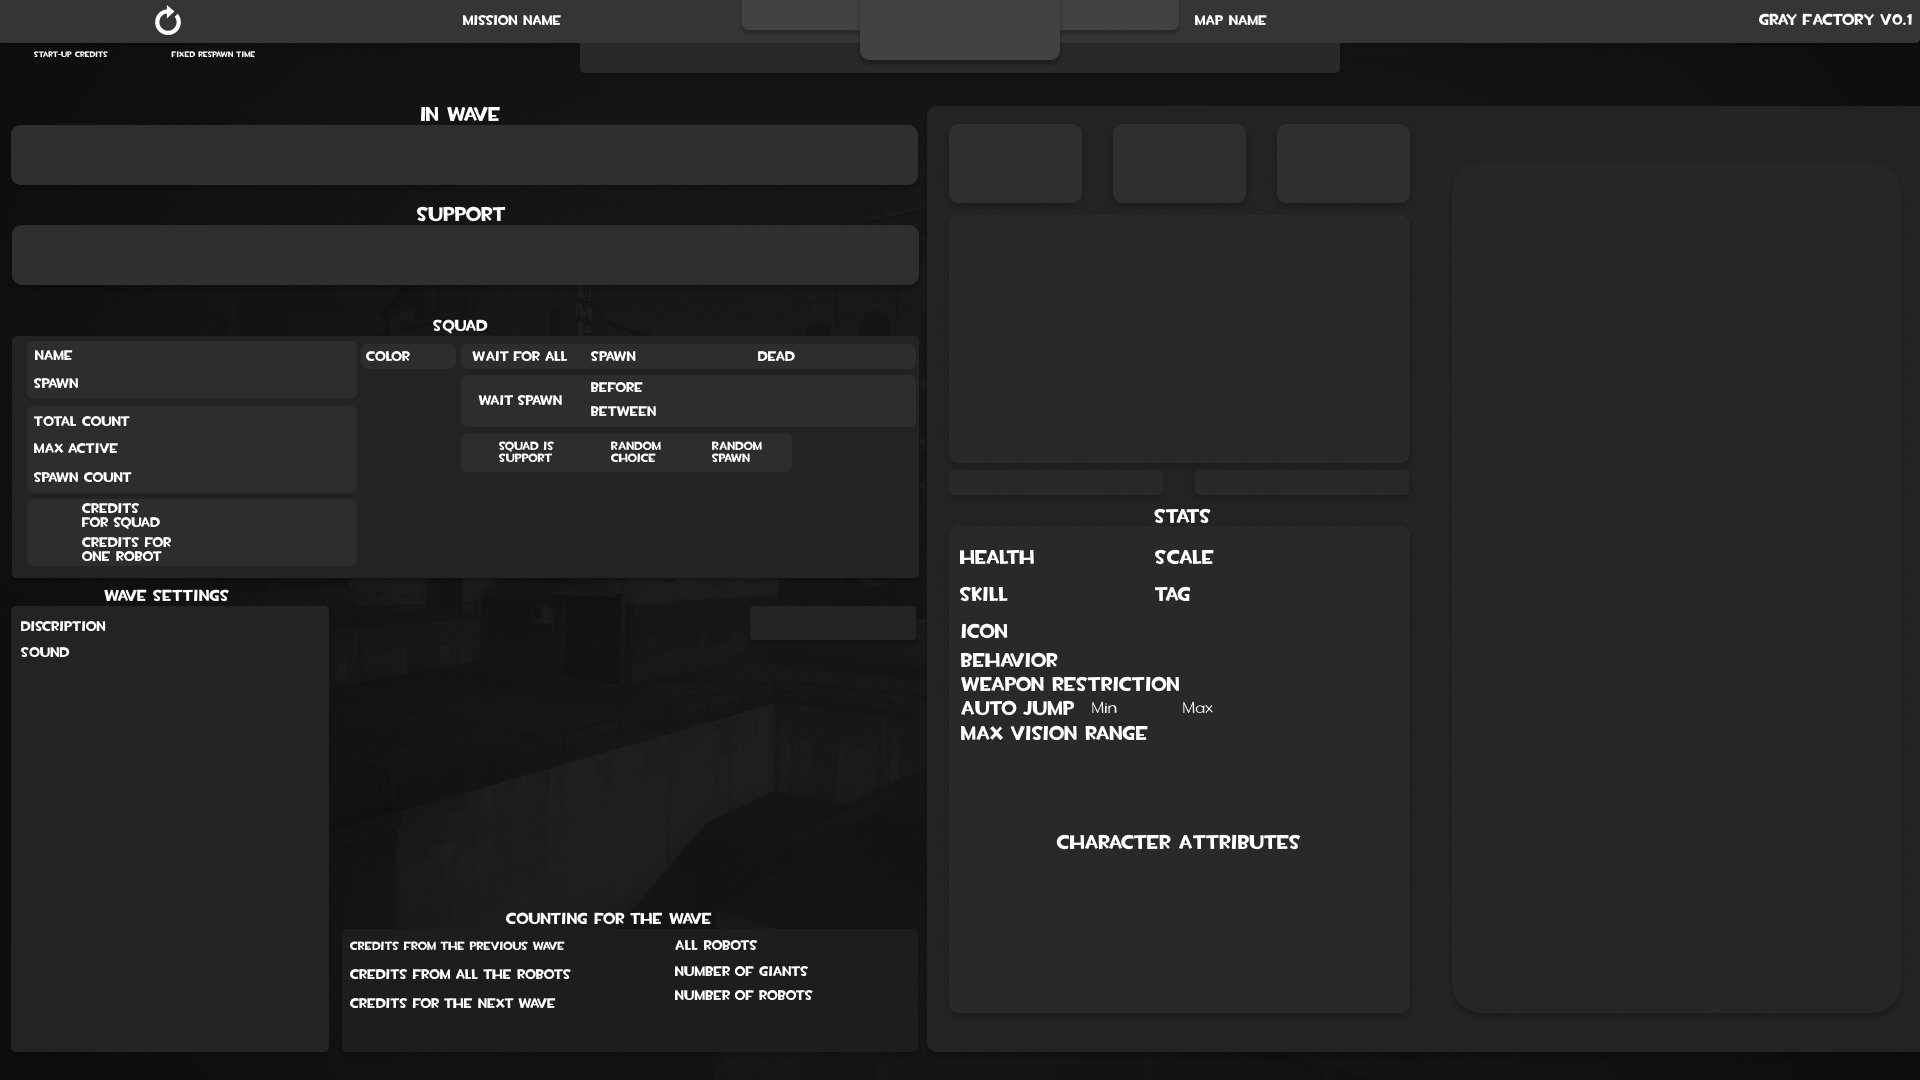 MISSION NAME
MAP NAME
GRAY FACTORY V0.1
START-UP CREDITS
FIXED RESPAWN TIME
IN WAVE
SUPPORT
SQUAD
NAME
SPAWN
COLOR
WAIT FOR ALL
SPAWN
DEAD
WAIT SPAWN
BEFORE
BETWEEN
TOTAL COUNT
MAX ACTIVE
SPAWN COUNT
SQUAD IS
SUPPORT
RANDOM
CHOICE
RANDOM
SPAWN
CREDITS
FOR SQUAD
CREDITS FOR
ONE ROBOT
WAVE SETTINGS
DISCRIPTION
SOUND
COUNTING FOR THE WAVE
CREDITS FROM THE PREVIOUS WAVE
CREDITS FROM ALL THE ROBOTS
CREDITS FOR THE NEXT WAVE
ALL ROBOTS
NUMBER OF GIANTS
NUMBER OF ROBOTS
STATS
HEALTH
SCALE
SKILL
TAG
ICON
BEHAVIOR
WEAPON RESTRICTION
AUTO JUMP Min Max
MAX VISION RANGE
CHARACTER ATTRIBUTES